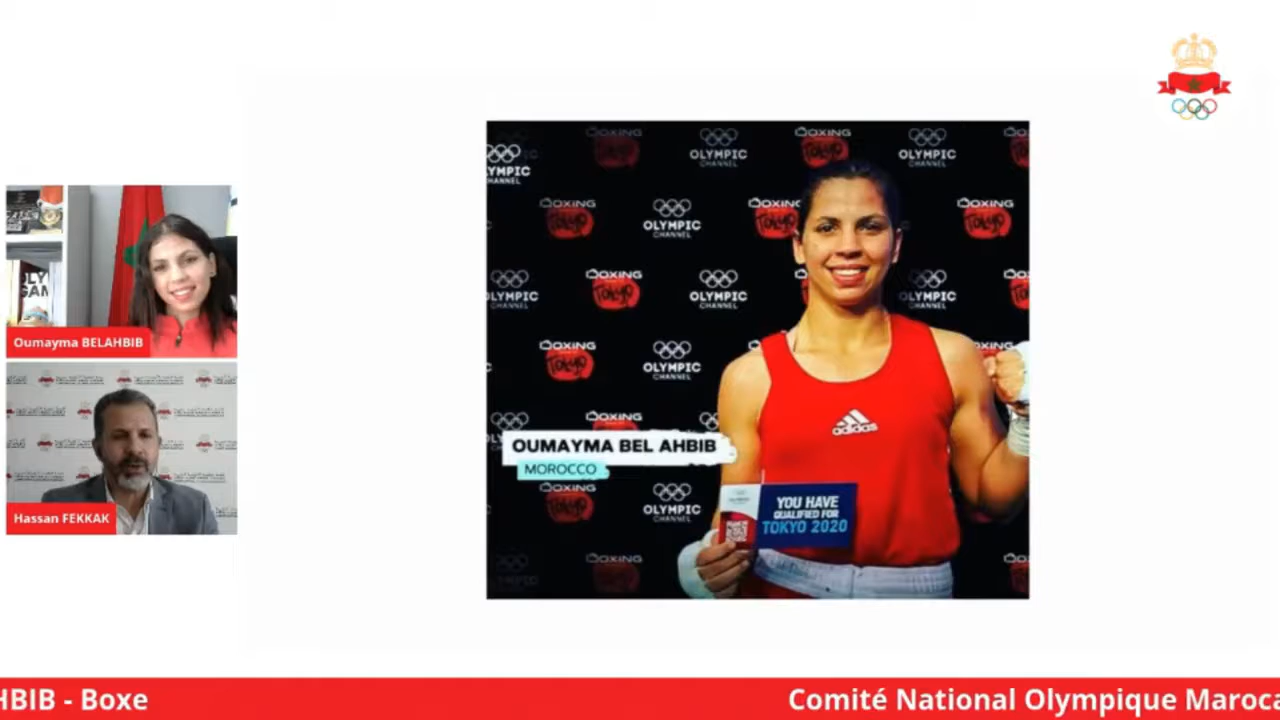 OUMAYMA BEL AHBIB
MOROCCO
YOU HAVE
QUALIFIED FOR
TOKYO 2020
adidas
BOXING
TOKYO
OLYMPIC
CHANNEL
Oumayma BELAHBIB
Hassan FEKKAK
HBIB - Boxe
Comité National Olympique Maroca